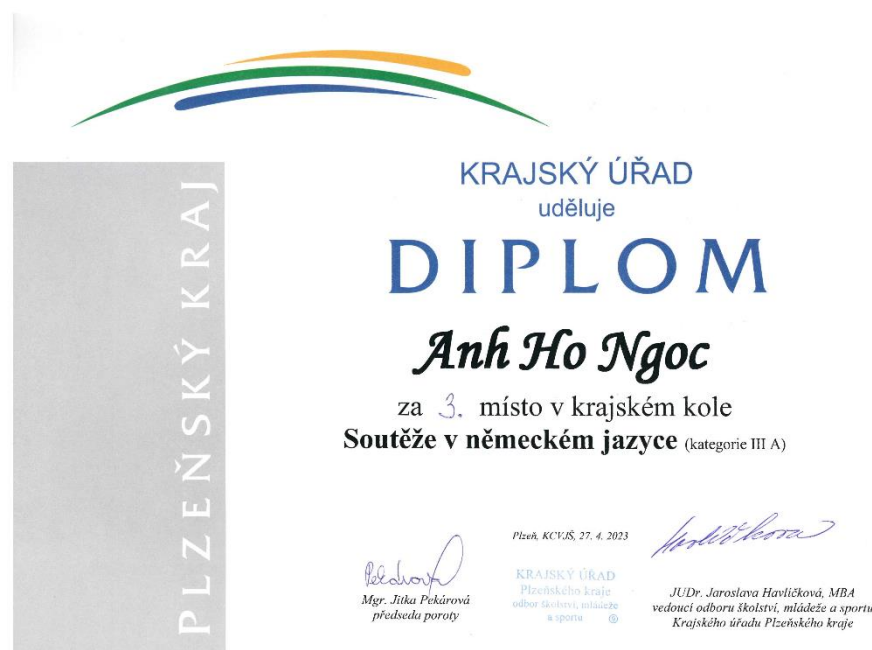 PLZEŇSKÝ KRAJ
KRAJSKÝ ÚŘAD
uděluje
DIPLOM
Anh Ho Ngoc
za 3. místo v krajském kole
Soutěže v německém jazyce (kategorie III A)
Plzeň, KCVJŠ, 27. 4. 2023
Pekárová
Mgr. Jitka Pekárová
předseda poroty
KRAJSKÝ ÚŘAD
Plzeňského kraje
odbor školství, mládeže
a sportu
Havlíčková
JUDr. Jaroslava Havlíčková, MBA
vedoucí odboru školství, mládeže a sportu
Krajského úřadu Plzeňského kraje